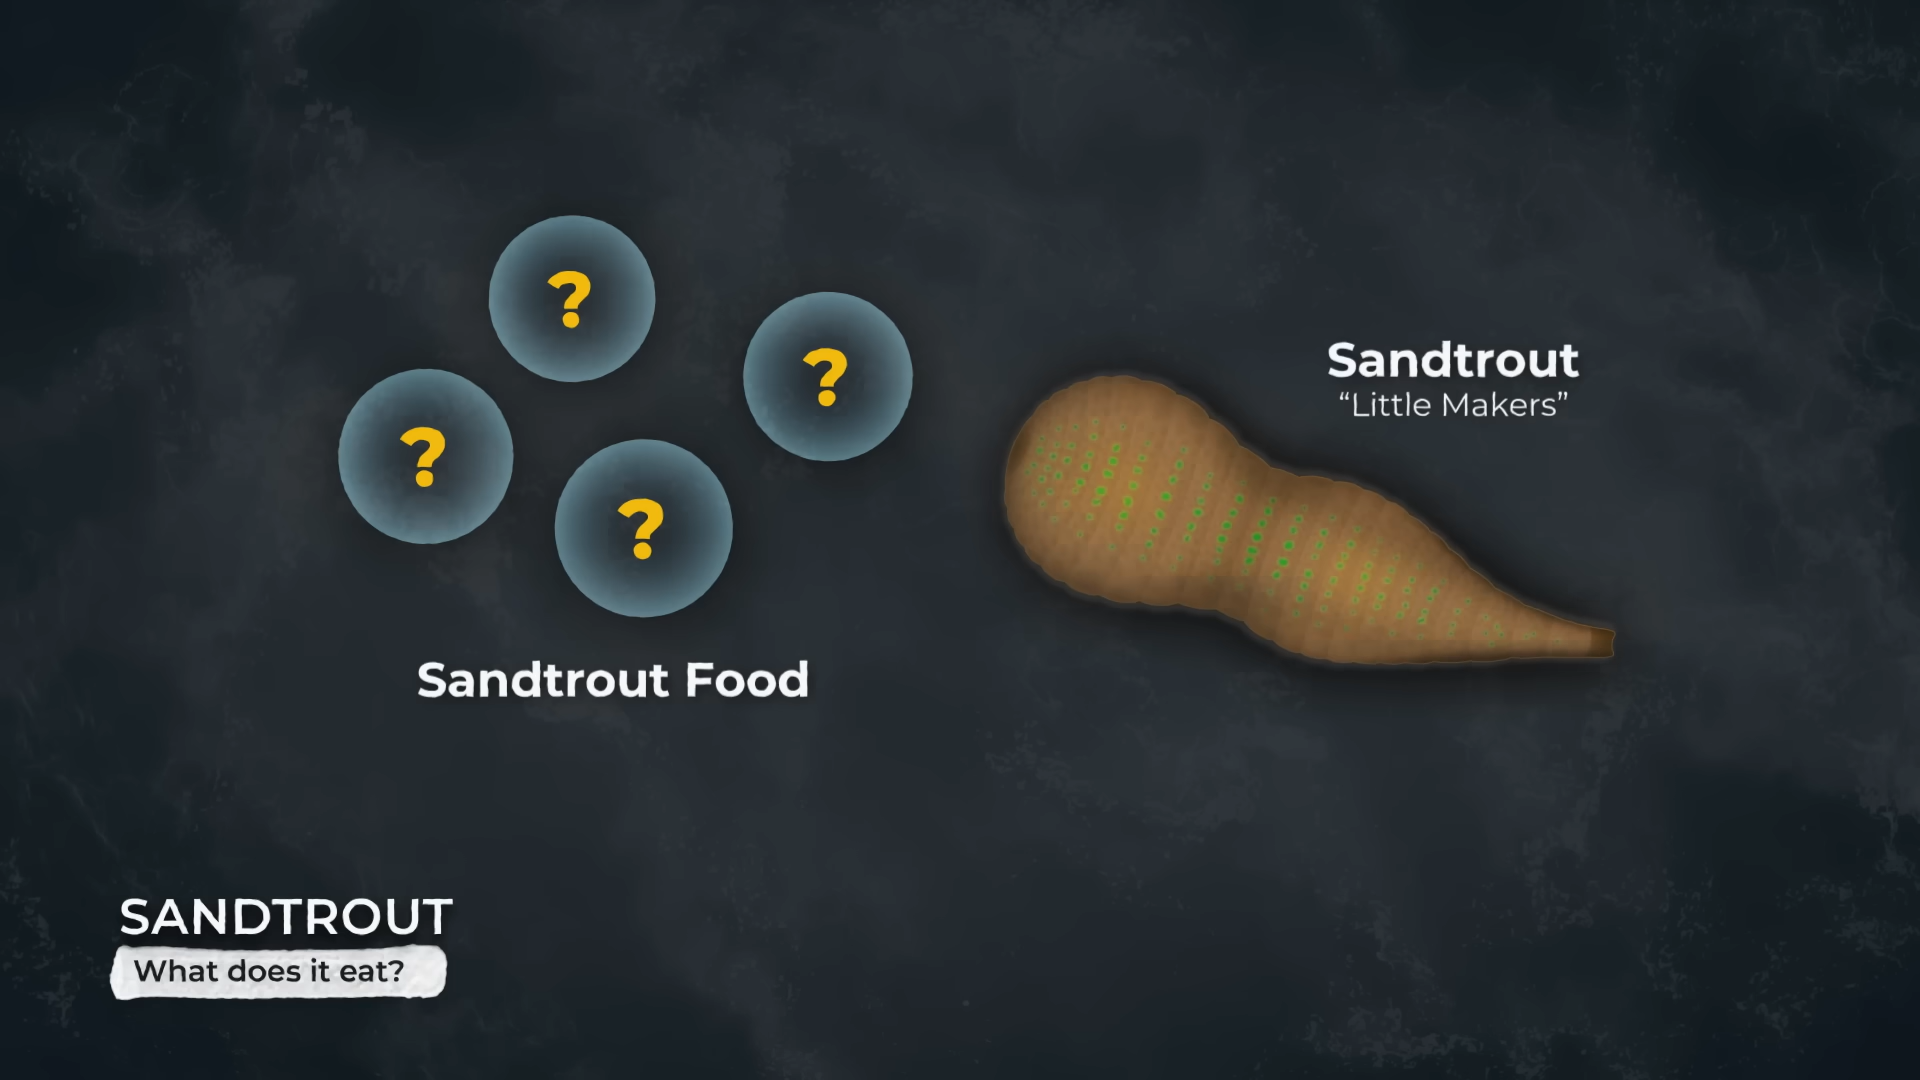 ?
?
?
?
Sandtrout
“Little Makers”
Sandtrout Food
SANDTROUT
What does it eat?